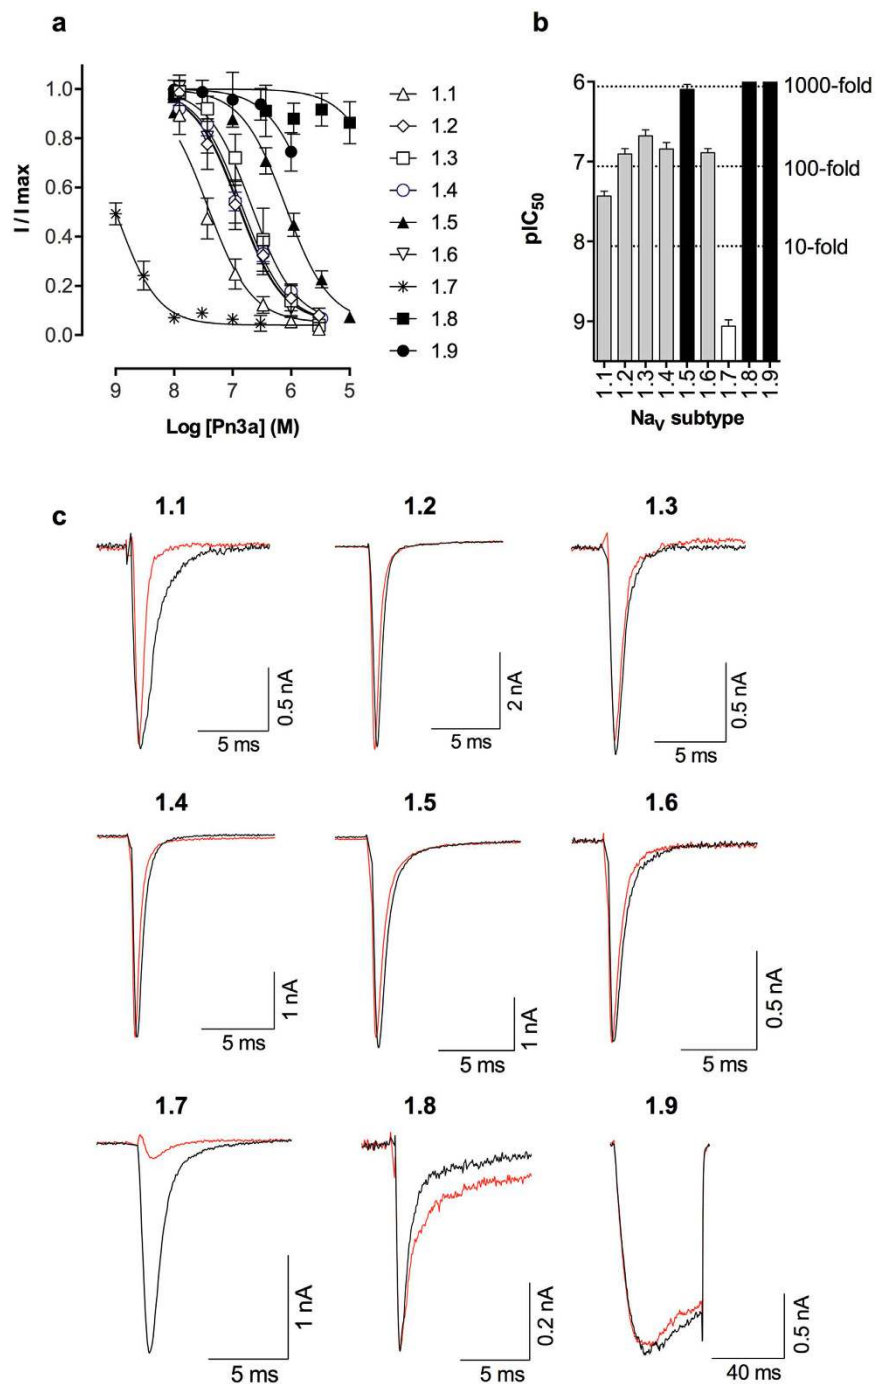 a
I / I max
1.0
0.8
0.6
0.4
0.2
0.0
9
8
7
6
5
Log [Pn3a] (M)
1.1
1.2
1.3
1.4
1.5
1.6
1.7
1.8
1.9
b
pIC50
6
7
8
9
1000-fold
100-fold
10-fold
1.1
1.2
1.3
1.4
1.5
1.6
1.7
1.8
1.9
NaV subtype
c
1.1
0.5 nA
5 ms
1.2
2 nA
5 ms
1.3
0.5 nA
5 ms
1.4
1 nA
5 ms
1.5
1 nA
5 ms
1.6
0.5 nA
5 ms
1.7
1 nA
5 ms
1.8
0.2 nA
5 ms
1.9
0.5 nA
40 ms